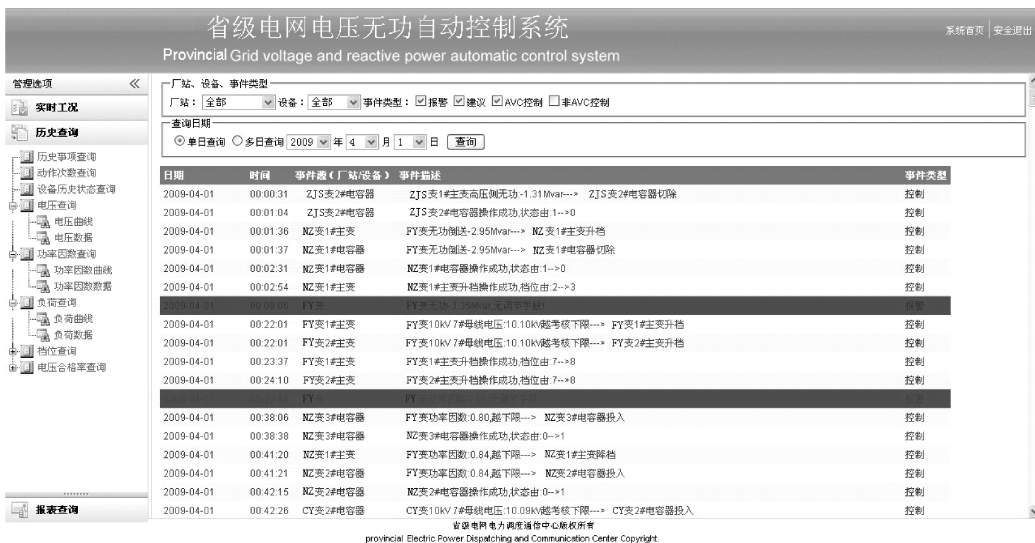 省级电网电压无功自动控制系统
Provincial Grid voltage and reactive power automatic control system
系统首页 安全退出
管理选项
实时工况
历史查询
历史事项查询
动作次数查询
设备历史状态查询
电压查询
电压曲线
电压数据
功率因数查询
功率因数曲线
功率因数数据
负荷查询
负荷曲线
负荷数据
档位查询
电压合格率查询
报表查询
厂站、设备、事件类型
厂站: 全部 设备: 全部 事件类型: 报警 建议 AVC控制 非AVC控制
查询日期
单日查询 多日查询 2009 年 4 月 1 日 查询
日期 时间 事件源(厂站/设备) 事件描述 事件类型
2009-04-01 00:00:31 ZJS变2#电容器 ZJS变1#主变高压侧无功:-1.31Mvar---> ZJS变2#电容器切除 控制
2009-04-01 00:01:04 ZJS变2#电容器 ZJS变2#电容器操作成功,状态由:1-->0 控制
2009-04-01 00:01:36 NZ变1#主变 FY变无功倒送-2.95Mvar---> NZ变1#主变升档 控制
2009-04-01 00:01:37 NZ变1#电容器 FY变无功倒送-2.95Mvar---> NZ变1#电容器切除 控制
2009-04-01 00:02:31 NZ变1#电容器 NZ变1#电容器操作成功,状态由:1-->0 控制
2009-04-01 00:02:54 NZ变1#主变 NZ变1#主变升档操作成功,档位由:2-->3 控制
FY变
2009-04-01 00:22:01 FY变1#主变 FY变10kV 7#母线电压:10.10kV越考核下限---> FY变1#主变升档 控制
2009-04-01 00:22:01 FY变2#主变 FY变10kV 7#母线电压:10.10kV越考核下限---> FY变2#主变升档 控制
2009-04-01 00:23:37 FY变1#主变 FY变1#主变升档操作成功,档位由:7-->8 控制
2009-04-01 00:24:10 FY变2#主变 FY变2#主变升档操作成功,档位由:7-->8 控制
FY变
2009-04-01 00:38:06 NZ变3#电容器 FY变功率因数:0.80,越下限---> NZ变3#电容器投入 控制
2009-04-01 00:38:38 NZ变3#电容器 NZ变3#电容器操作成功,状态由:0-->1 控制
2009-04-01 00:41:20 NZ变1#主变 FY变功率因数:0.84,越下限---> NZ变1#主变降档 控制
2009-04-01 00:41:21 NZ变2#电容器 FY变功率因数:0.84,越下限---> NZ变2#电容器投入 控制
2009-04-01 00:42:15 NZ变2#电容器 NZ变2#电容器操作成功,状态由:0-->1 控制
2009-04-01 00:42:26 CY变2#电容器 CY变10kV 7#母线电压:10.09kV越考核下限---> CY变2#电容器投入 控制
省级电网电力调度通信中心版权所有
provincial Electric Power Dispatching and Communication Center Copyright.